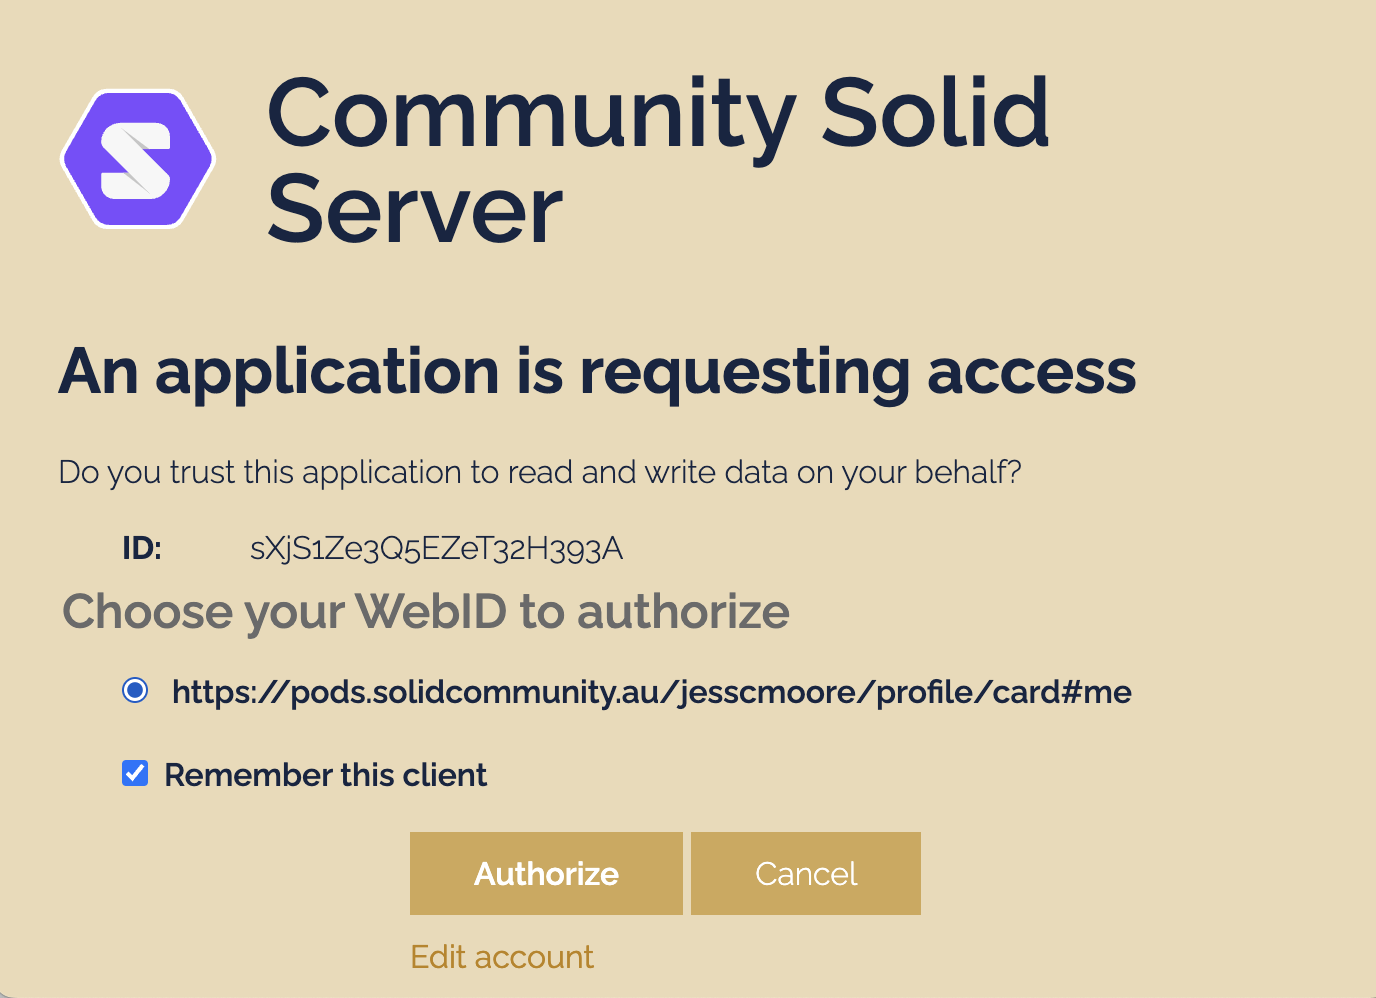 Community Solid
Server
An application is requesting access
Do you trust this application to read and write data on your behalf?
ID: sXjS1Ze3Q5EZeT32H393A
Choose your WebID to authorize
https://pods.solidcommunity.au/jesscmoore/profile/card#me
Remember this client
Authorize Cancel
Edit account